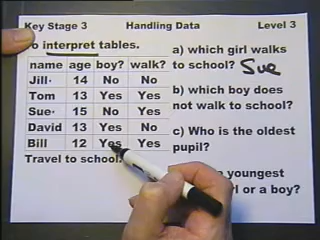 Key Stage 3 Handling Data Level 3
o interpret tables.
name age boy? walk?
Jill 14 No No
Tom 13 Yes Yes
Sue 15 No Yes
David 13 Yes No
Bill 12 Yes Yes
Travel to school.
a) which girl walks
to school? Sue
b) which boy does
not walk to school?
c) Who is the oldest
pupil?
youngest
or a boy?